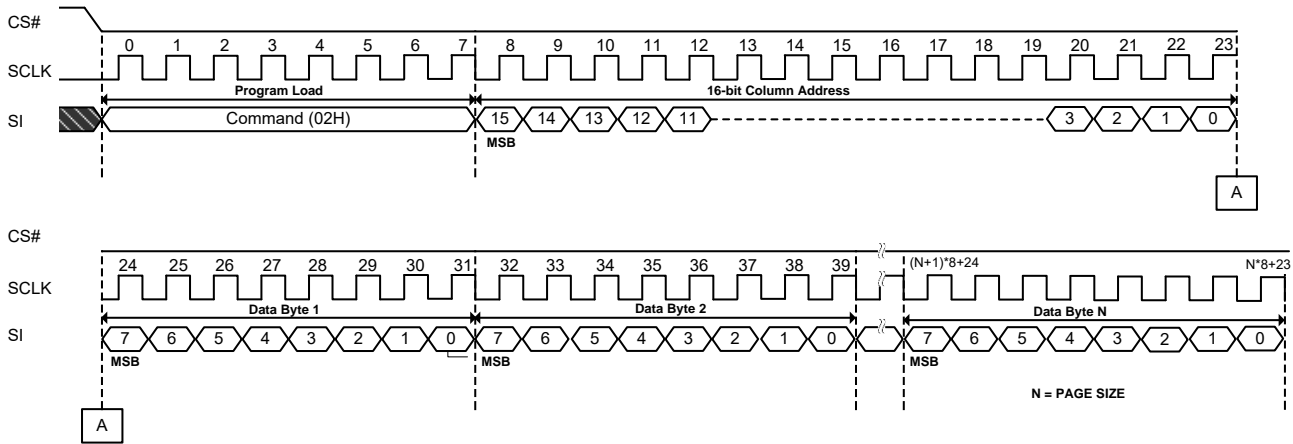 CS#
0 1 2 3 4 5 6 7 8 9 10 11 12 13 14 15 16 17 18 19 20 21 22 23
SCLK
Program Load 16-bit Column Address
SI Command (02H) 15 14 13 12 11 3 2 1 0
MSB
A
CS#
24 25 26 27 28 29 30 31 32 33 34 35 36 37 38 39 (N+1)*8+24 N*8+23
SCLK
Data Byte 1 Data Byte 2 Data Byte N
SI 7 6 5 4 3 2 1 0 7 6 5 4 3 2 1 0 7 6 5 4 3 2 1 0
MSB MSB MSB
N = PAGE SIZE
A